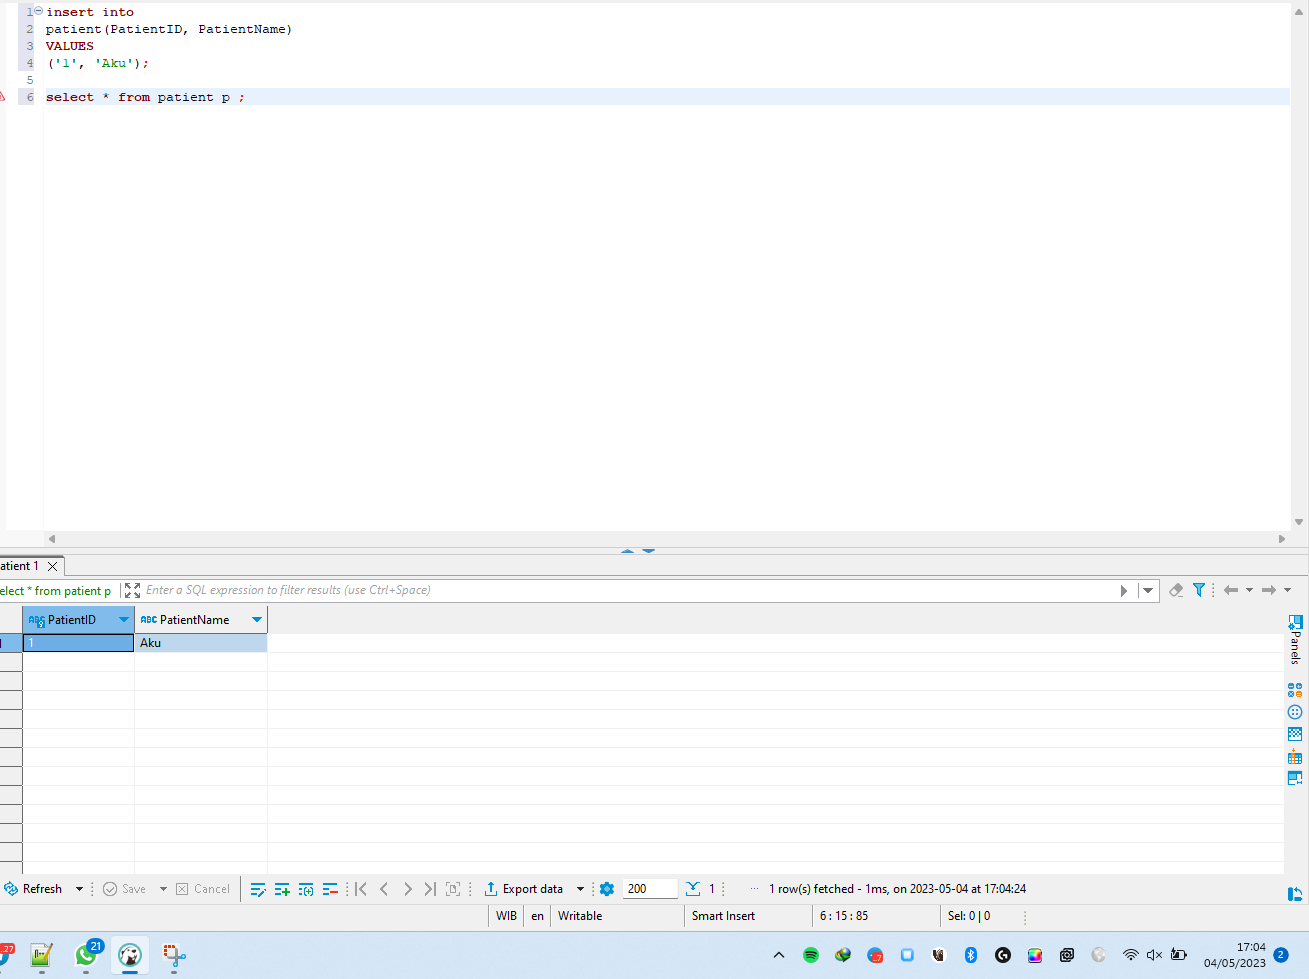 1 insert into
2 patient(PatientID, PatientName)
3 VALUES
4 ('1', 'Aku');
5
6 select * from patient p ;
atient 1
elect * from patient p
Enter a SQL expression to filter results (use Ctrl+Space)
ABC PatientID
ABC PatientName
1
Aku
Panels
Refresh
Save
Cancel
Export data
200
1
... 1 row(s) fetched - 1ms, on 2023-05-04 at 17:04:24
WIB
en
Writable
Smart Insert
6 : 15 : 85
Sel: 0 | 0
27
21
17:04
04/05/2023
2